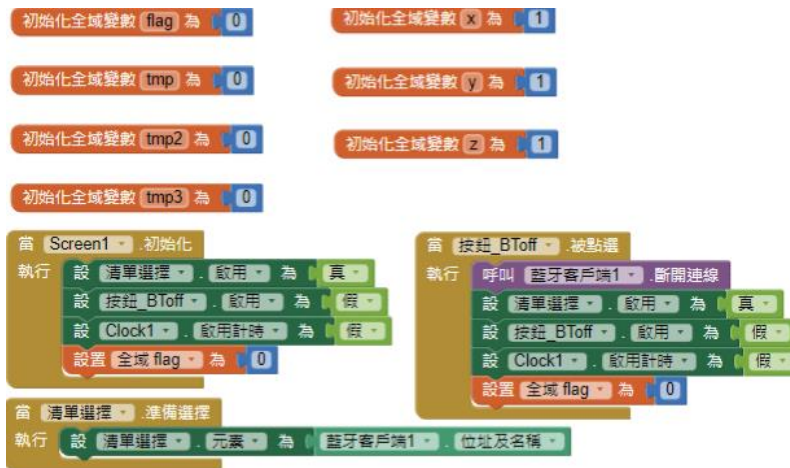 初始化全域變數 flag 為 0
初始化全域變數 x 為 1
初始化全域變數 tmp 為 0
初始化全域變數 y 為 1
初始化全域變數 tmp2 為 0
初始化全域變數 z 為 1
初始化全域變數 tmp3 為 0
當 Screen1 .初始化
執行 設 清單選擇 . 啟用 為 真
設 按鈕_BToff . 啟用 為 假
設 Clock1 . 啟用計時 為 假
設置 全域 flag 為 0
當 按鈕_BToff .被點選
執行 呼叫 藍牙客戶端1 .斷開連線
設 清單選擇 . 啟用 為 真
設 按鈕_BToff . 啟用 為 假
設 Clock1 . 啟用計時 為 假
設置 全域 flag 為 0
當 清單選擇 .準備選擇
執行 設 清單選擇 . 元素 為 藍牙客戶端1 . 位址及名稱